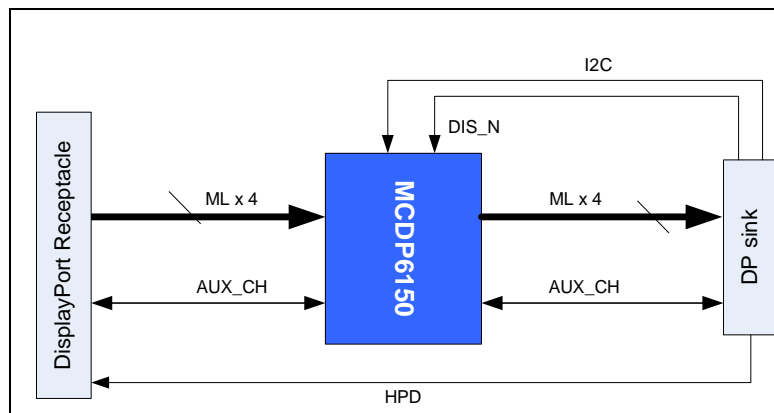 I2C
DIS_N
ML x 4
ML x 4
DisplayPort Receptacle
MCDP6150
DP sink
AUX_CH
AUX_CH
HPD